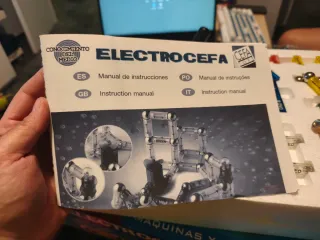 CONOCIMIENTO
ELECTROCEFA
ES Manual de instrucciones
PO Manual de instruções
GB Instruction manual
IT Instruction manual
MAQUINAS Y